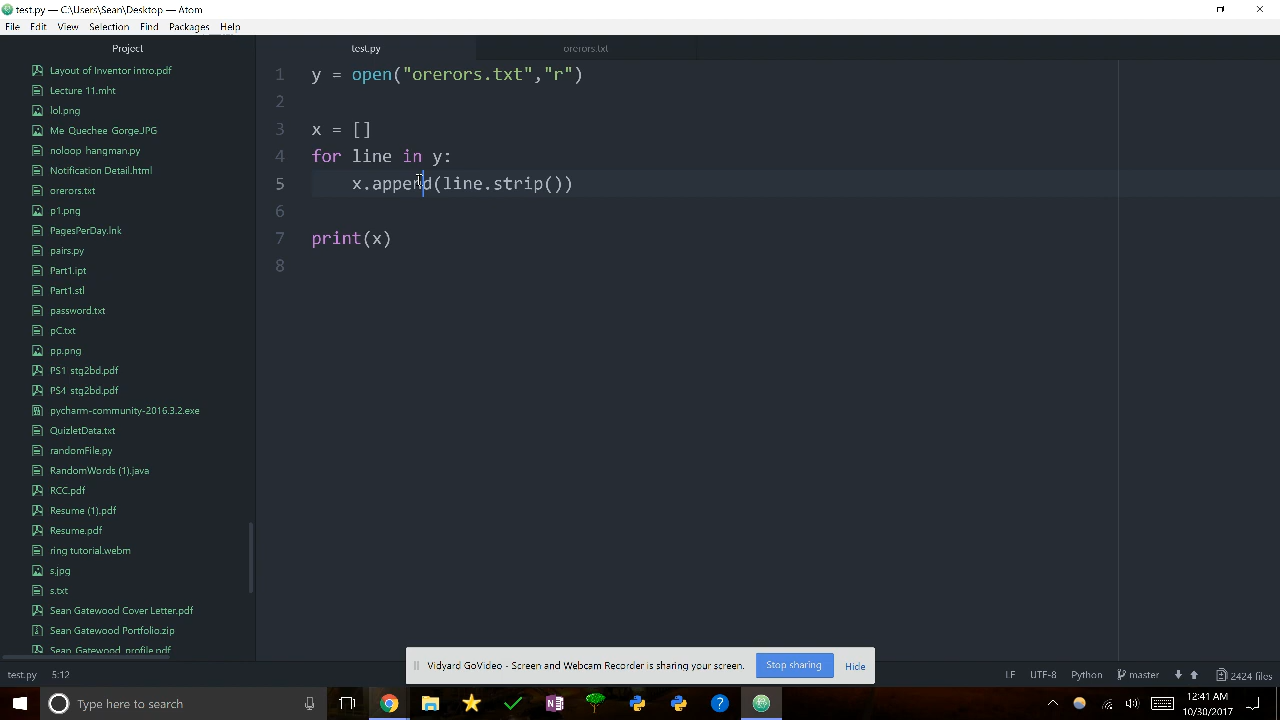 test.py — C:\Users\Sean\Desktop — Atom
File Edit View Selection Find Packages Help
Project
test.py
orerors.txt
Layout of Inventor intro.pdf
Lecture 11.mht
lol.png
Me Quechee Gorge.JPG
noloop_hangman.py
Notification Detail.html
orerors.txt
p1.png
PagesPerDay.lnk
pairs.py
Part1.ipt
Part1.stl
password.txt
pC.txt
pp.png
PS1 stg2bd.pdf
PS4 stg2bd.pdf
pycharm-community-2016.3.2.exe
QuizletData.txt
randomFile.py
RandomWords (1).java
RCC.pdf
Resume (1).pdf
Resume.pdf
ring tutorial.webm
s.jpg
s.txt
Sean Gatewood Cover Letter.pdf
Sean Gatewood Portfolio.zip
Sean Gatewood_profile.pdf
1 y = open("orerors.txt","r")
2
3 x = []
4 for line in y:
5 x.append(line.strip())
6
7 print(x)
8
Vidyard GoVideo - Screen and Webcam Recorder is sharing your screen.
Stop sharing
Hide
test.py 5:12
LF UTF-8 Python master 2424 files
Type here to search
12:41 AM
10/30/2017